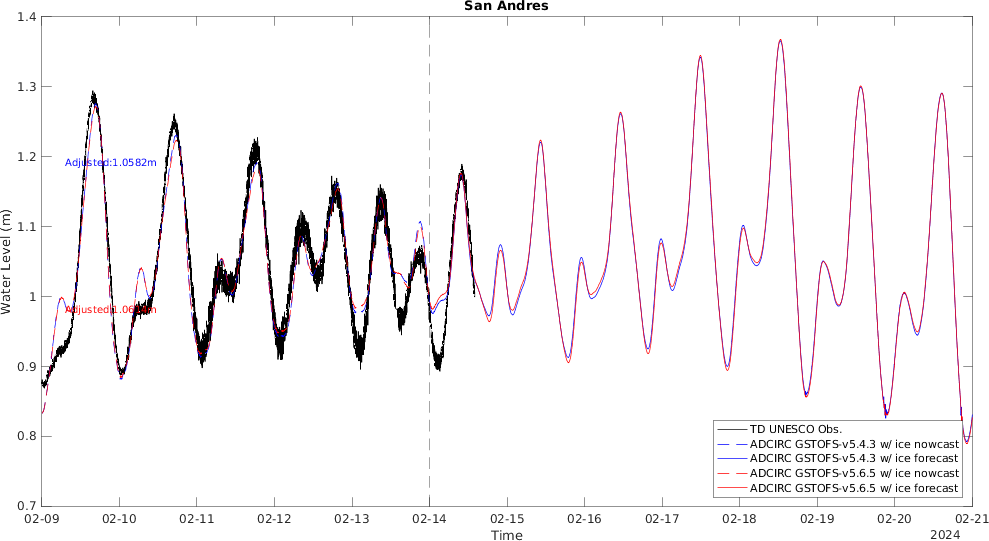 San Andres
1.4
1.3
1.2
1.1
1
0.9
0.8
0.7
Water Level (m)
Adjusted:1.0582m
02-09
02-10
02-11
02-12
02-13
02-14
02-15
02-16
02-17
02-18
02-19
02-20
02-21
Time
2024
TD UNESCO Obs.
ADCIRC GSTOFS-v5.4.3 w/ ice nowcast
ADCIRC GSTOFS-v5.4.3 w/ ice forecast
ADCIRC GSTOFS-v5.6.5 w/ ice nowcast
ADCIRC GSTOFS-v5.6.5 w/ ice forecast